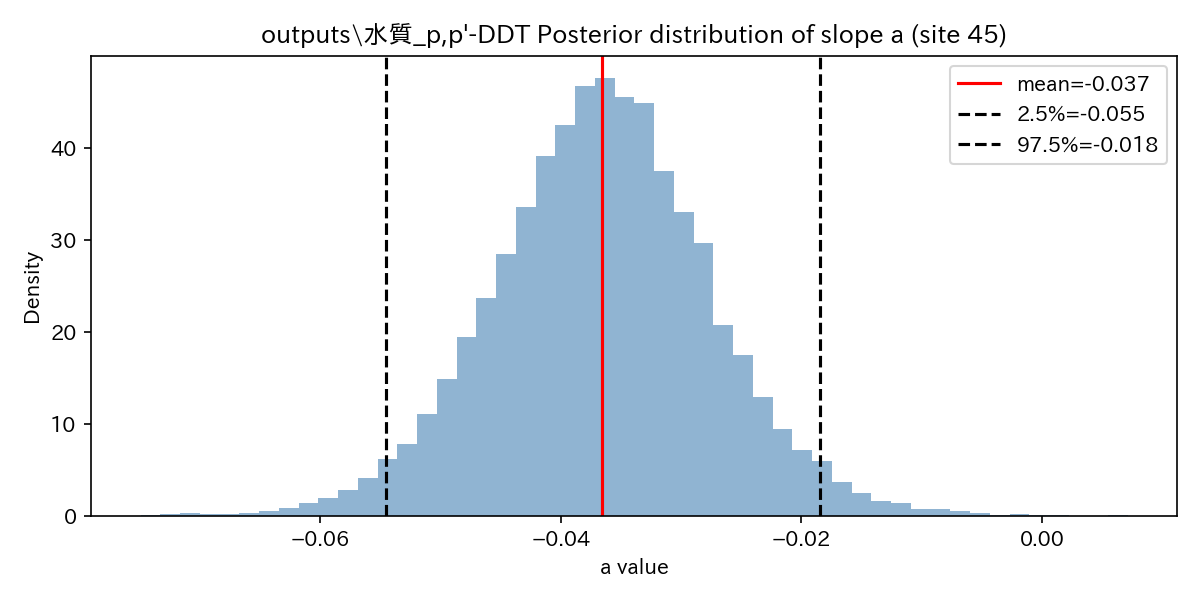 outputs\水質_p,p'-DDT Posterior distribution of slope a (site 45)
mean=-0.037
2.5%=-0.055
97.5%=-0.018
Density
40
30
20
10
0
−0.06
−0.04
−0.02
0.00
a value